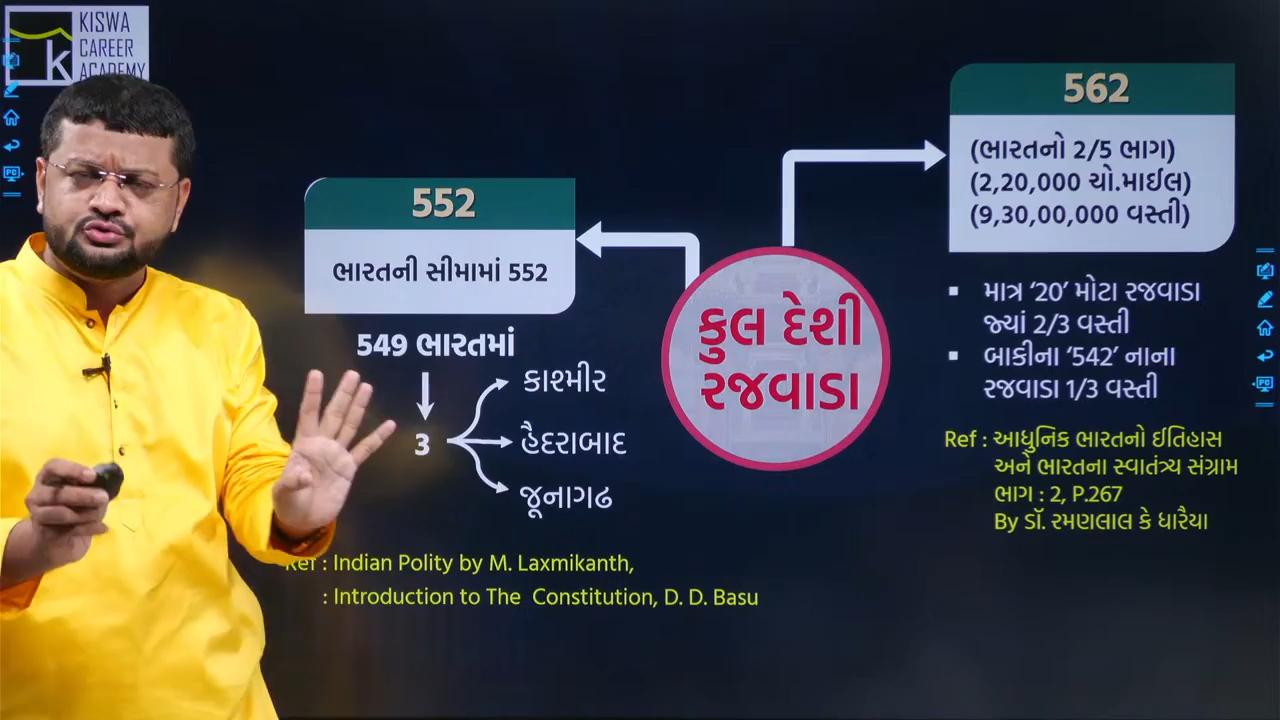 KISWA
CAREER
ACADEMY
k
562
(ભારતનો 2/5 ભાગ)
(2,20,000 ચો.માઈલ)
(9,30,00,000 વસ્તી)
552
ભારતની સીમામાં 552
549 ભારતમાં
3
કાશ્મીર
હૈદરાબાદ
જૂનાગઢ
કુલ દેશી
રજવાડા
▪ માત્ર ‘20’ મોટા રજવાડા
જ્યાં 2/3 વસ્તી
▪ બાકીના ‘542’ નાના
રજવાડા 1/3 વસ્તી
Ref : આધુનિક ભારતનો ઈતિહાસ
અને ભારતના સ્વાતંત્ર્ય સંગ્રામ
ભાગ : 2, P.267
By ડૉ. રમણલાલ કે ધારૈયા
Ref : Indian Polity by M. Laxmikanth,
: Introduction to The Constitution, D. D. Basu
PC
PC